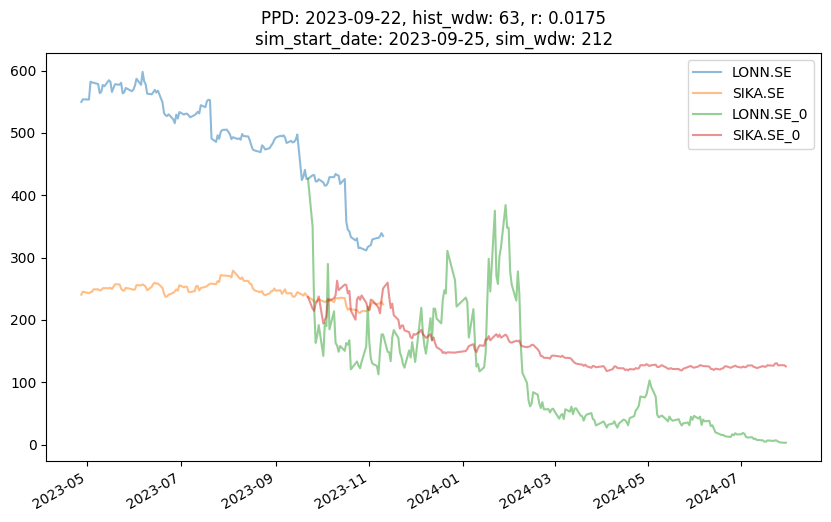 PPD: 2023-09-22, hist_wdw: 63, r: 0.0175
sim_start_date: 2023-09-25, sim_wdw: 212
LONN.SE
SIKA.SE
LONN.SE_0
SIKA.SE_0
600
500
400
300
200
100
0
2023-05
2023-07
2023-09
2023-11
2024-01
2024-03
2024-05
2024-07